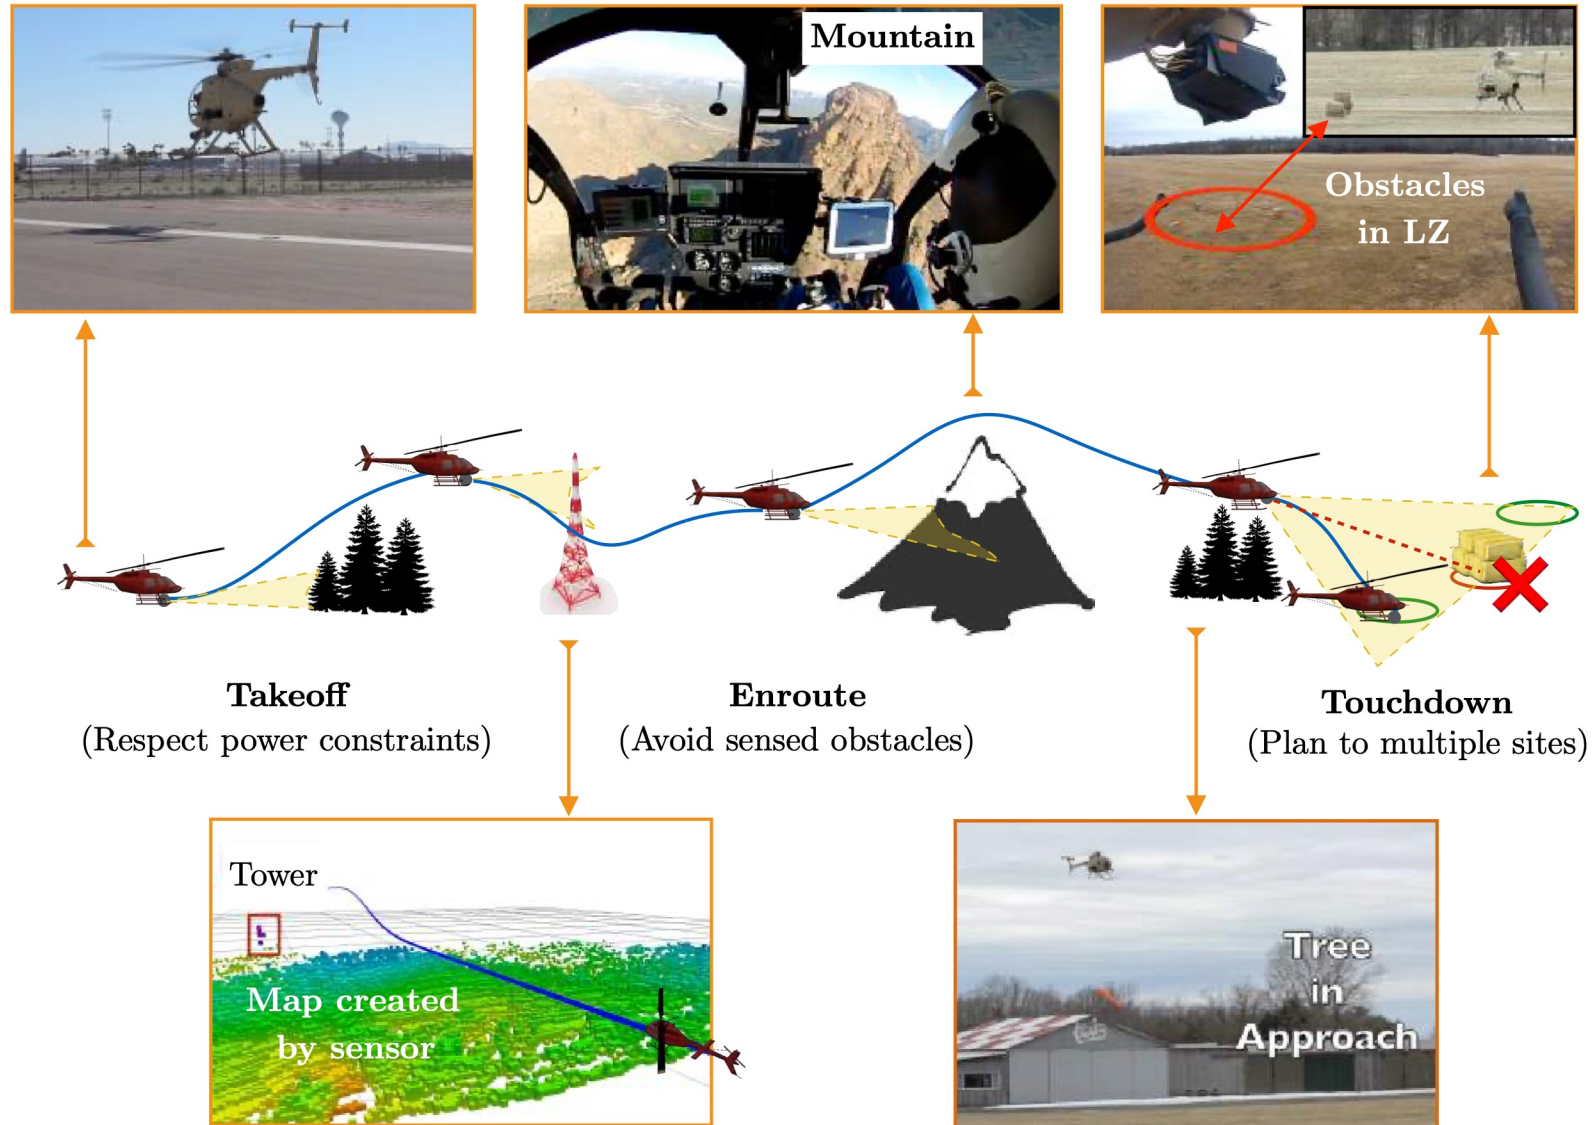 Mountain
Obstacles
in LZ
Takeoff
(Respect power constraints)
Enroute
(Avoid sensed obstacles)
Touchdown
(Plan to multiple sites)
Tower
Map created
by sensor
Tree
in
Approach